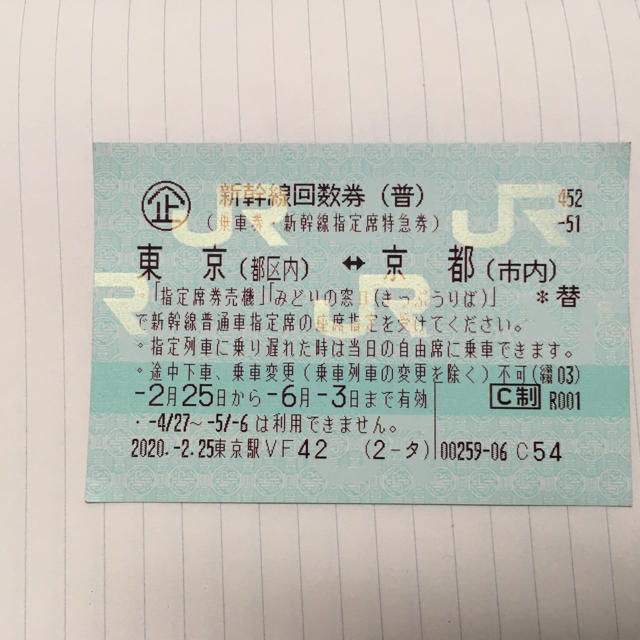 企 新幹線回数券(普) 452
(乗車券・新幹線指定席特急券) -51
東京(都区内) ↔ 京都(市内)
「指定席券売機」「みどりの窓口(きっぷうりば)」 *替
で新幹線普通車指定席の座席指定を受けてください。
*指定列車に乗り遅れた時は当日の自由席に乗車できます。
*途中下車、乗車変更(乗車列車の変更を除く)不可(綴03)
-2月25日から-6月-3日まで有効 C制 R001
・-4/27~-5/-6は利用できません。
2020.-2.25東京駅VF42 (2-タ) 00259-06 C54
JR JR JR R